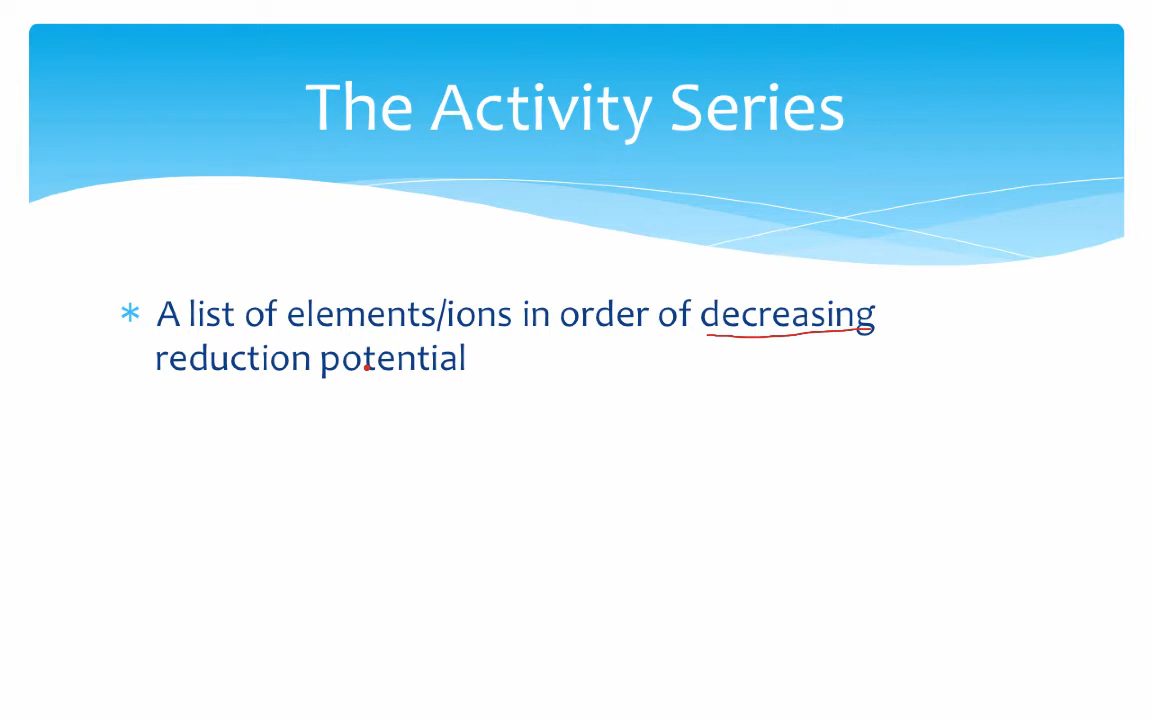 The Activity Series
* A list of elements/ions in order of decreasing
reduction potential